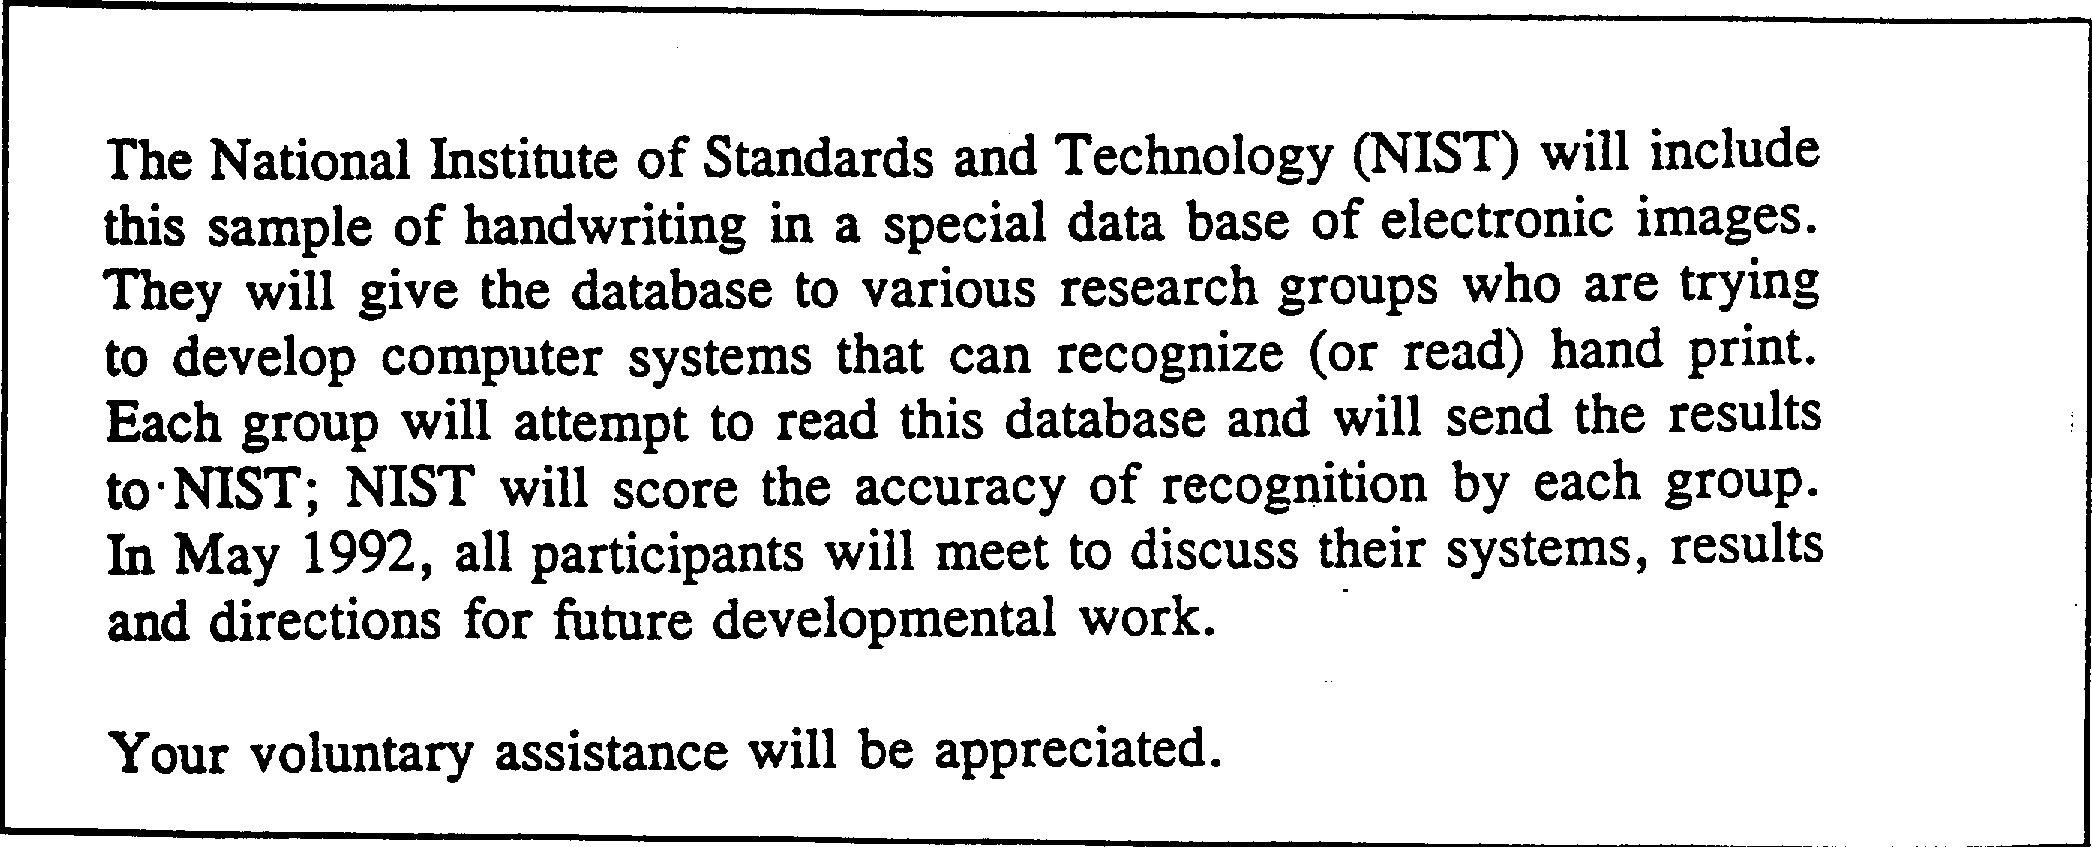 The National Institute of Standards and Technology (NIST) will include
this sample of handwriting in a special data base of electronic images.
They will give the database to various research groups who are trying
to develop computer systems that can recognize (or read) hand print.
Each group will attempt to read this database and will send the results
to NIST; NIST will score the accuracy of recognition by each group.
In May 1992, all participants will meet to discuss their systems, results
and directions for future developmental work.
Your voluntary assistance will be appreciated.